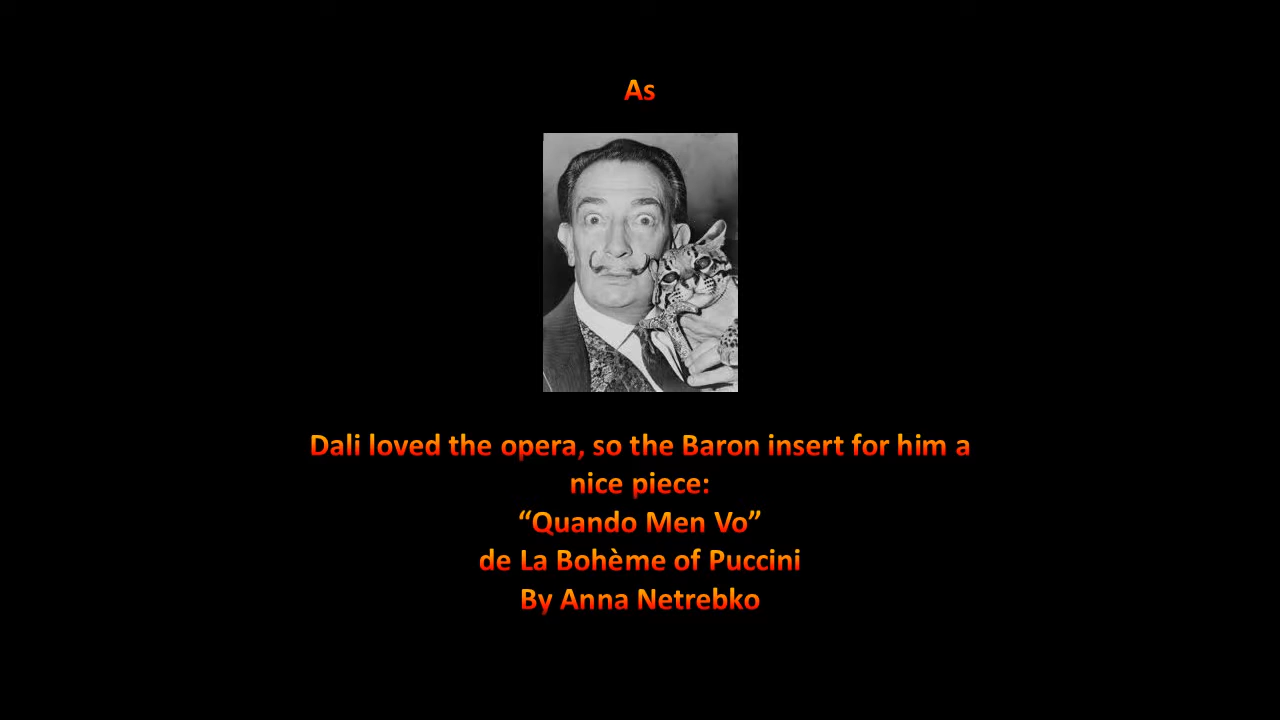 As
Dali loved the opera, so the Baron insert for him a
nice piece:
“Quando Men Vo”
de La Bohème of Puccini
By Anna Netrebko